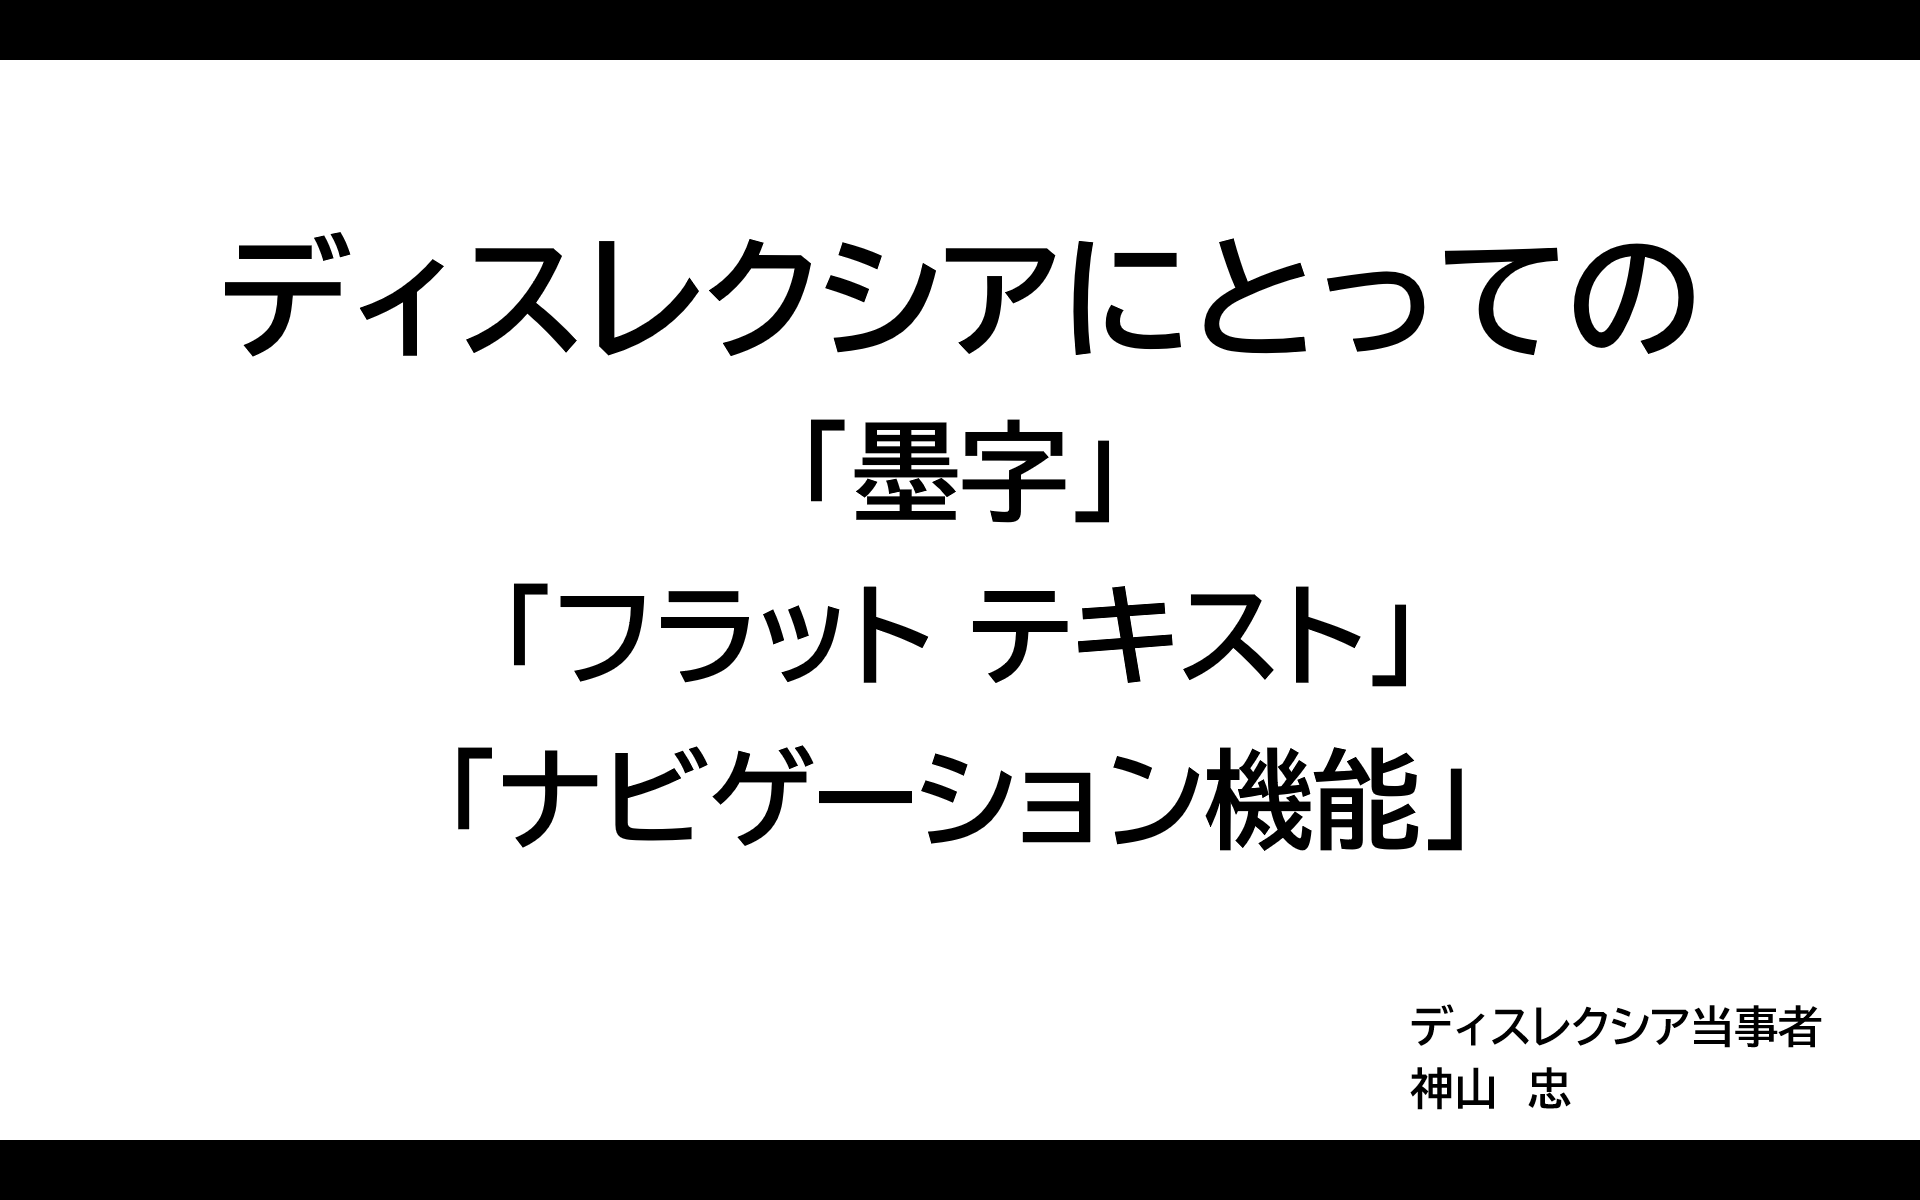 ディスレクシアにとっての
「墨字」
「フラット テキスト」
「ナビゲーション機能」
ディスレクシア当事者
神山　忠